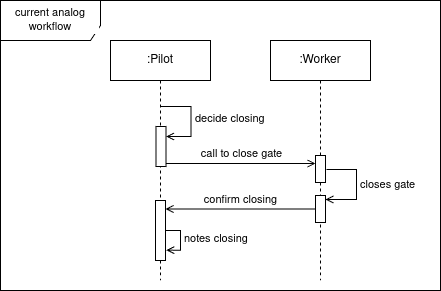 current analog
workflow
:Pilot
:Worker
decide closing
call to close gate
closes gate
confirm closing
notes closing